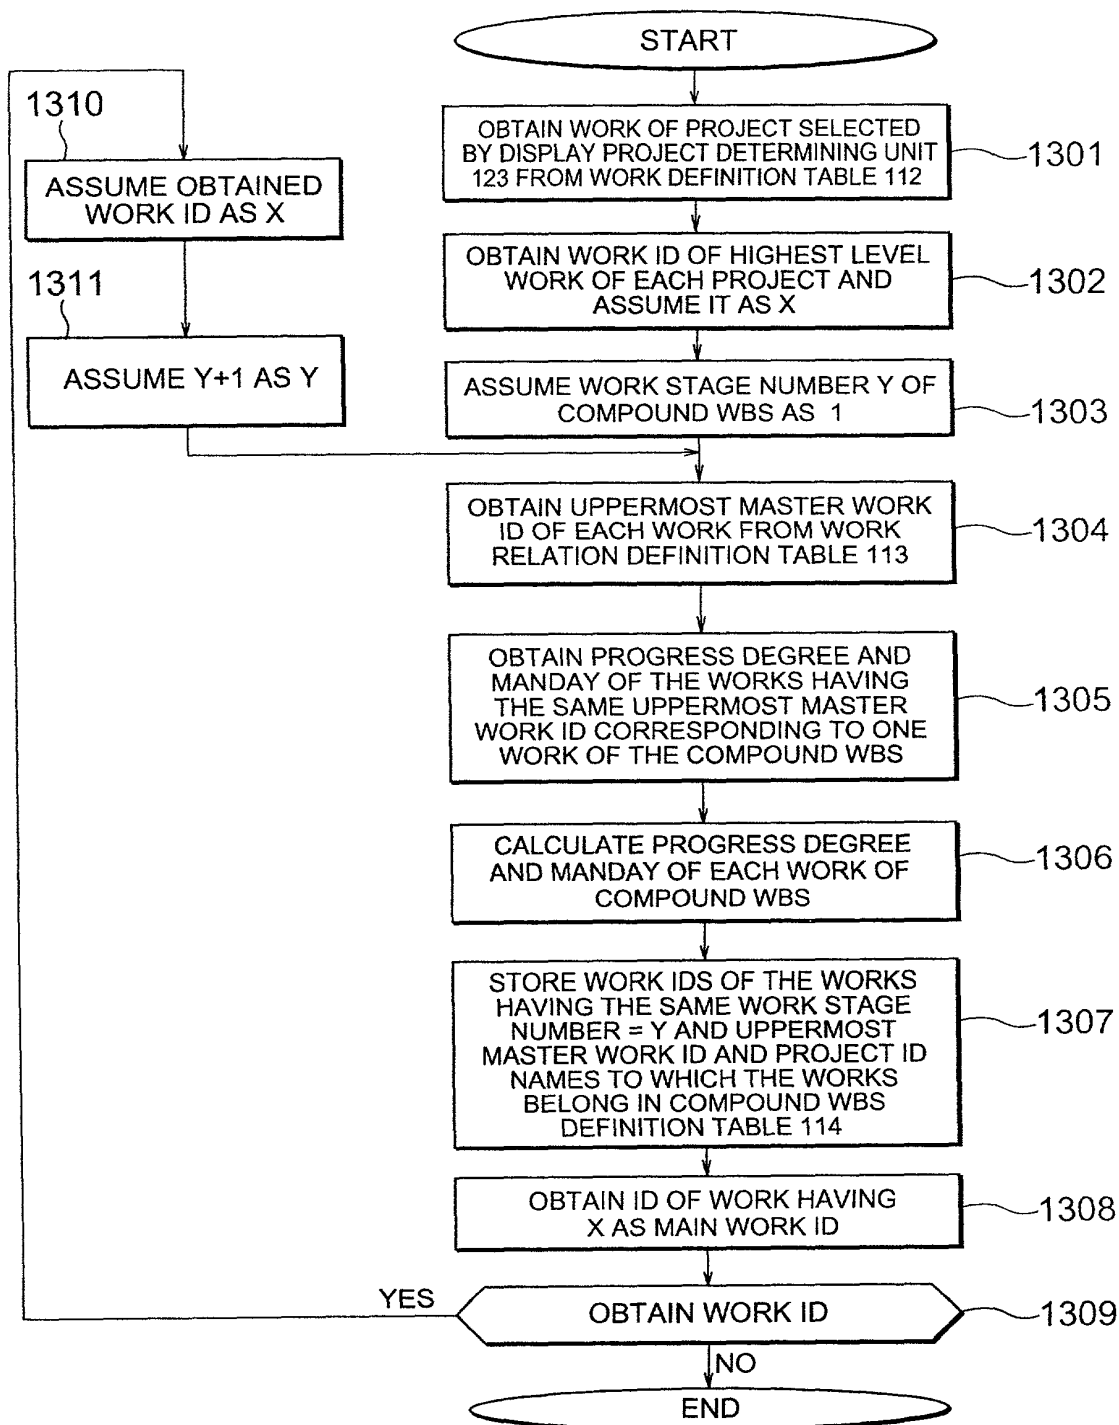 START
OBTAIN WORK OF PROJECT SELECTED
BY DISPLAY PROJECT DETERMINING UNIT
123 FROM WORK DEFINITION TABLE 112
1301
OBTAIN WORK ID OF HIGHEST LEVEL
WORK OF EACH PROJECT AND
ASSUME IT AS X
1302
ASSUME WORK STAGE NUMBER Y OF
COMPOUND WBS AS 1
1303
1310
ASSUME OBTAINED
WORK ID AS X
1311
ASSUME Y+1 AS Y
OBTAIN UPPERMOST MASTER WORK
ID OF EACH WORK FROM WORK
RELATION DEFINITION TABLE 113
1304
OBTAIN PROGRESS DEGREE AND
MANDAY OF THE WORKS HAVING
THE SAME UPPERMOST MASTER
WORK ID CORRESPONDING TO ONE
WORK OF THE COMPOUND WBS
1305
CALCULATE PROGRESS DEGREE
AND MANDAY OF EACH WORK OF
COMPOUND WBS
1306
STORE WORK IDS OF THE WORKS
HAVING THE SAME WORK STAGE
NUMBER = Y AND UPPERMOST
MASTER WORK ID AND PROJECT ID
NAMES TO WHICH THE WORKS
BELONG IN COMPOUND WBS
DEFINITION TABLE 114
1307
OBTAIN ID OF WORK HAVING
X AS MAIN WORK ID
1308
YES
OBTAIN WORK ID
1309
NO
END